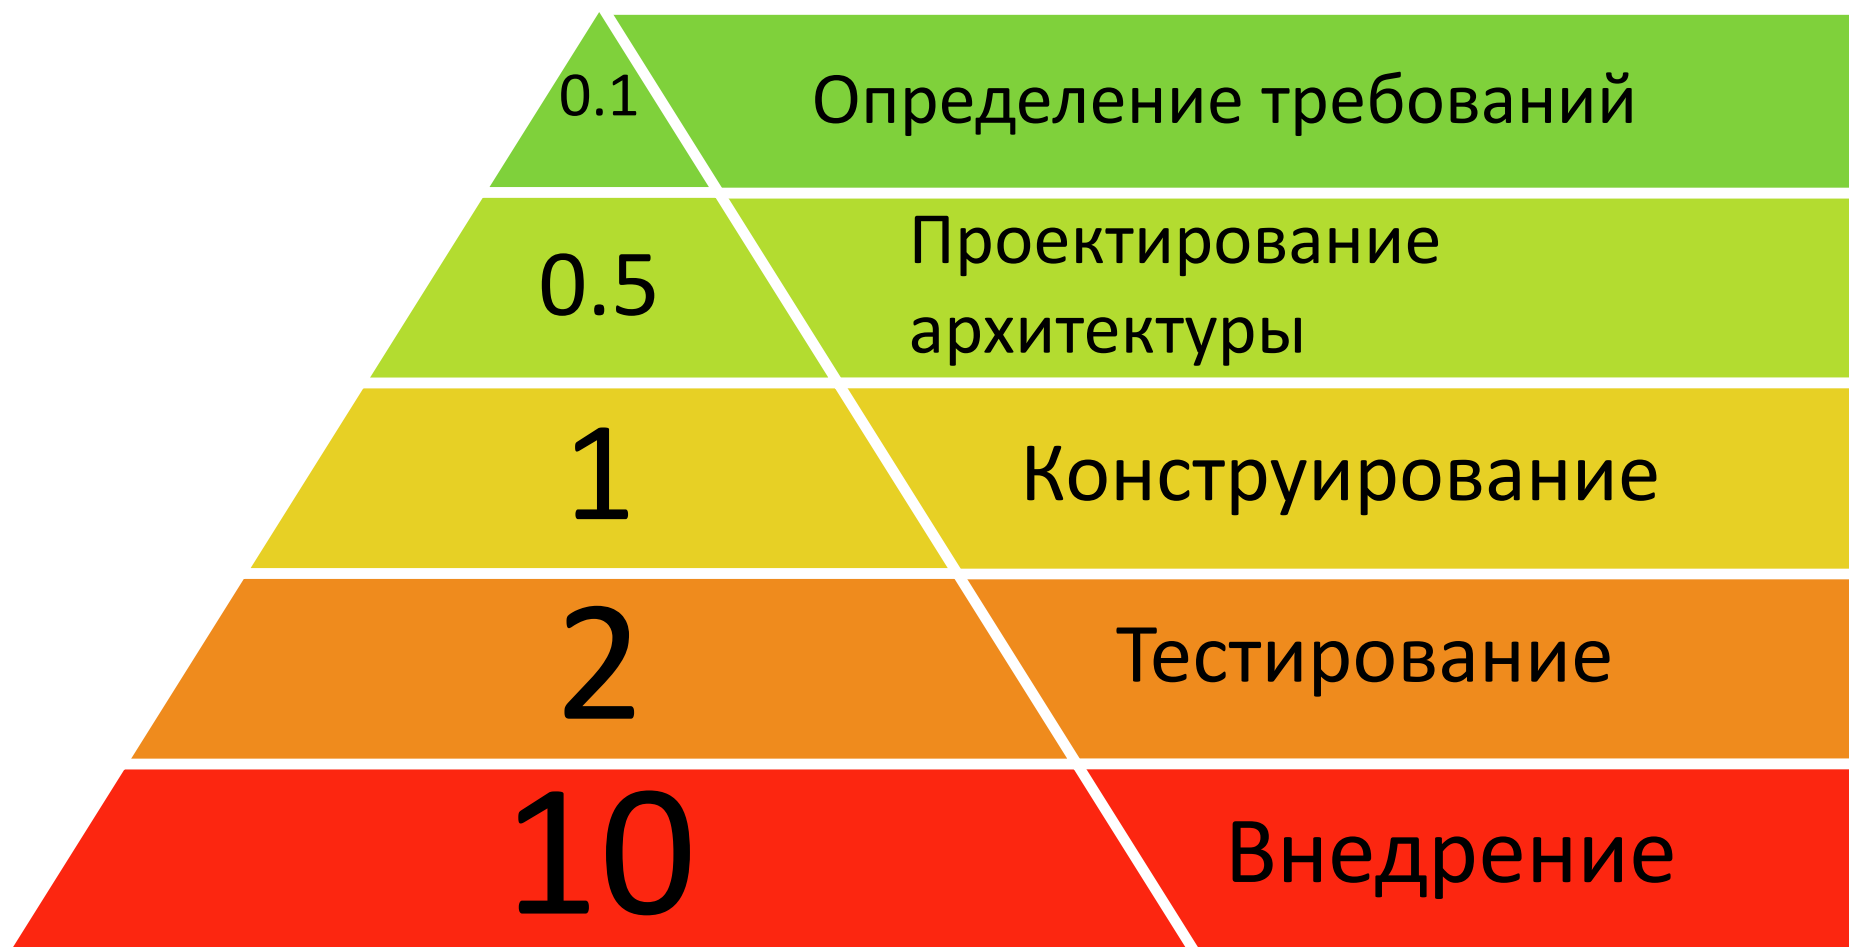 0.1 Определение требований
0.5 Проектирование
архитектуры
1 Конструирование
2 Тестирование
10 Внедрение